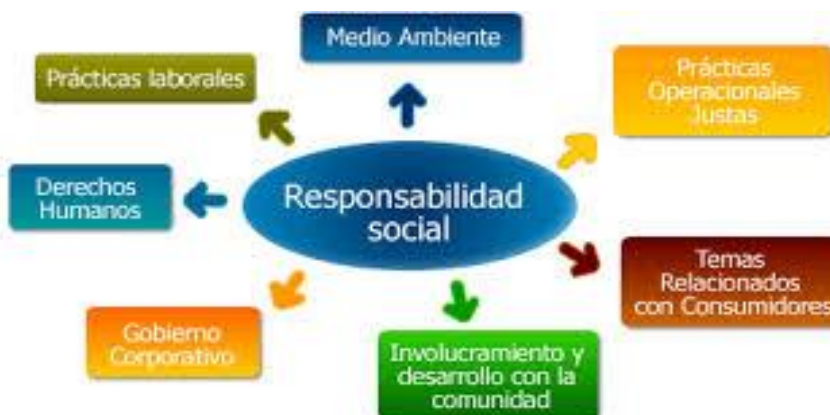 Medio Ambiente
Prácticas laborales
Prácticas
Operacionales
Justas
Derechos
Humanos
Responsabilidad
social
Temas
Relacionados
con Consumidores
Gobierno
Corporativo
Involucramiento y
desarrollo con la
comunidad